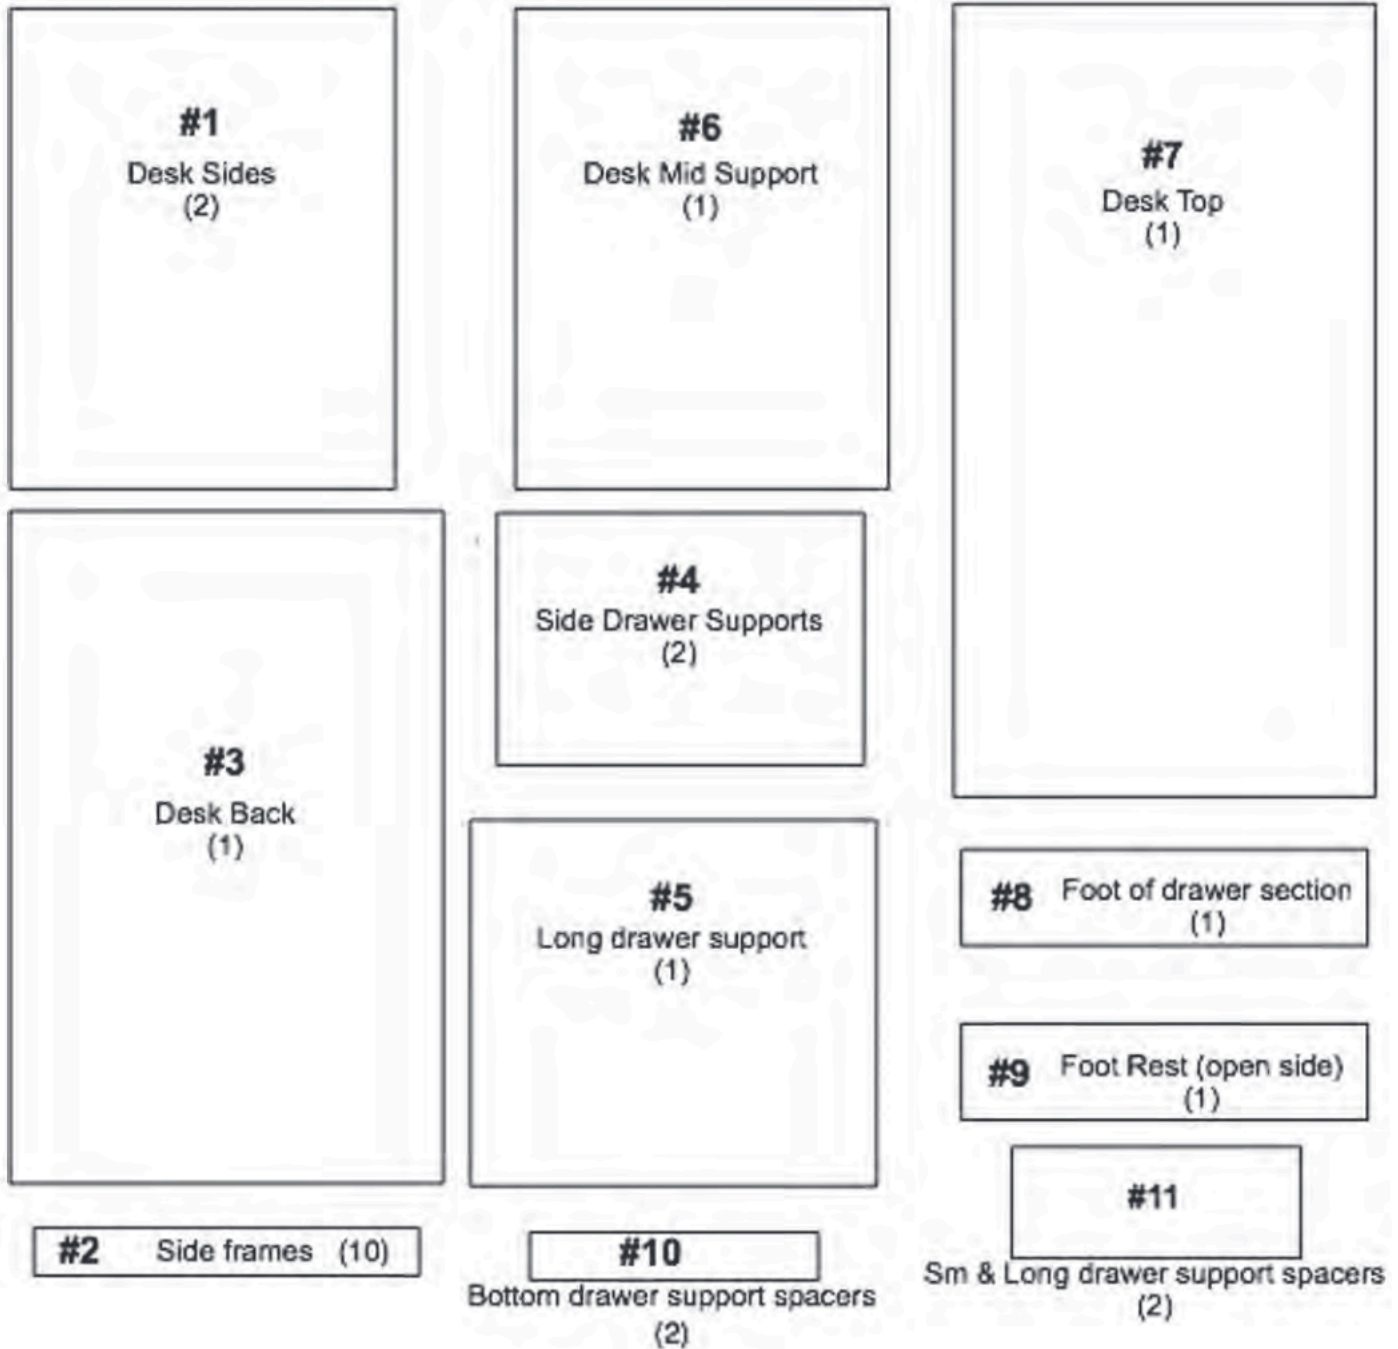 #1
Desk Sides
(2)
#6
Desk Mid Support
(1)
#7
Desk Top
(1)
#3
Desk Back
(1)
#4
Side Drawer Supports
(2)
#5
Long drawer support
(1)
#8 Foot of drawer section
(1)
#9 Foot Rest (open side)
(1)
#2 Side frames (10)
#10
Bottom drawer support spacers
(2)
#11
Sm & Long drawer support spacers
(2)